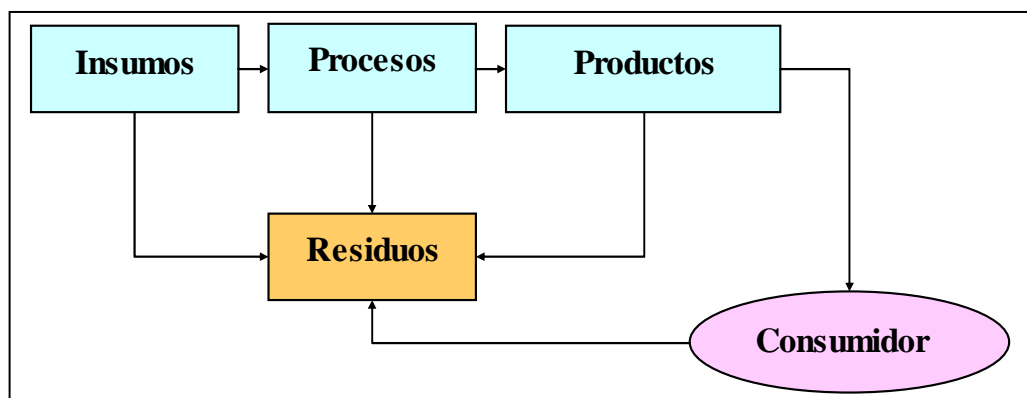 Insumos
Procesos
Productos
Residuos
Consumidor